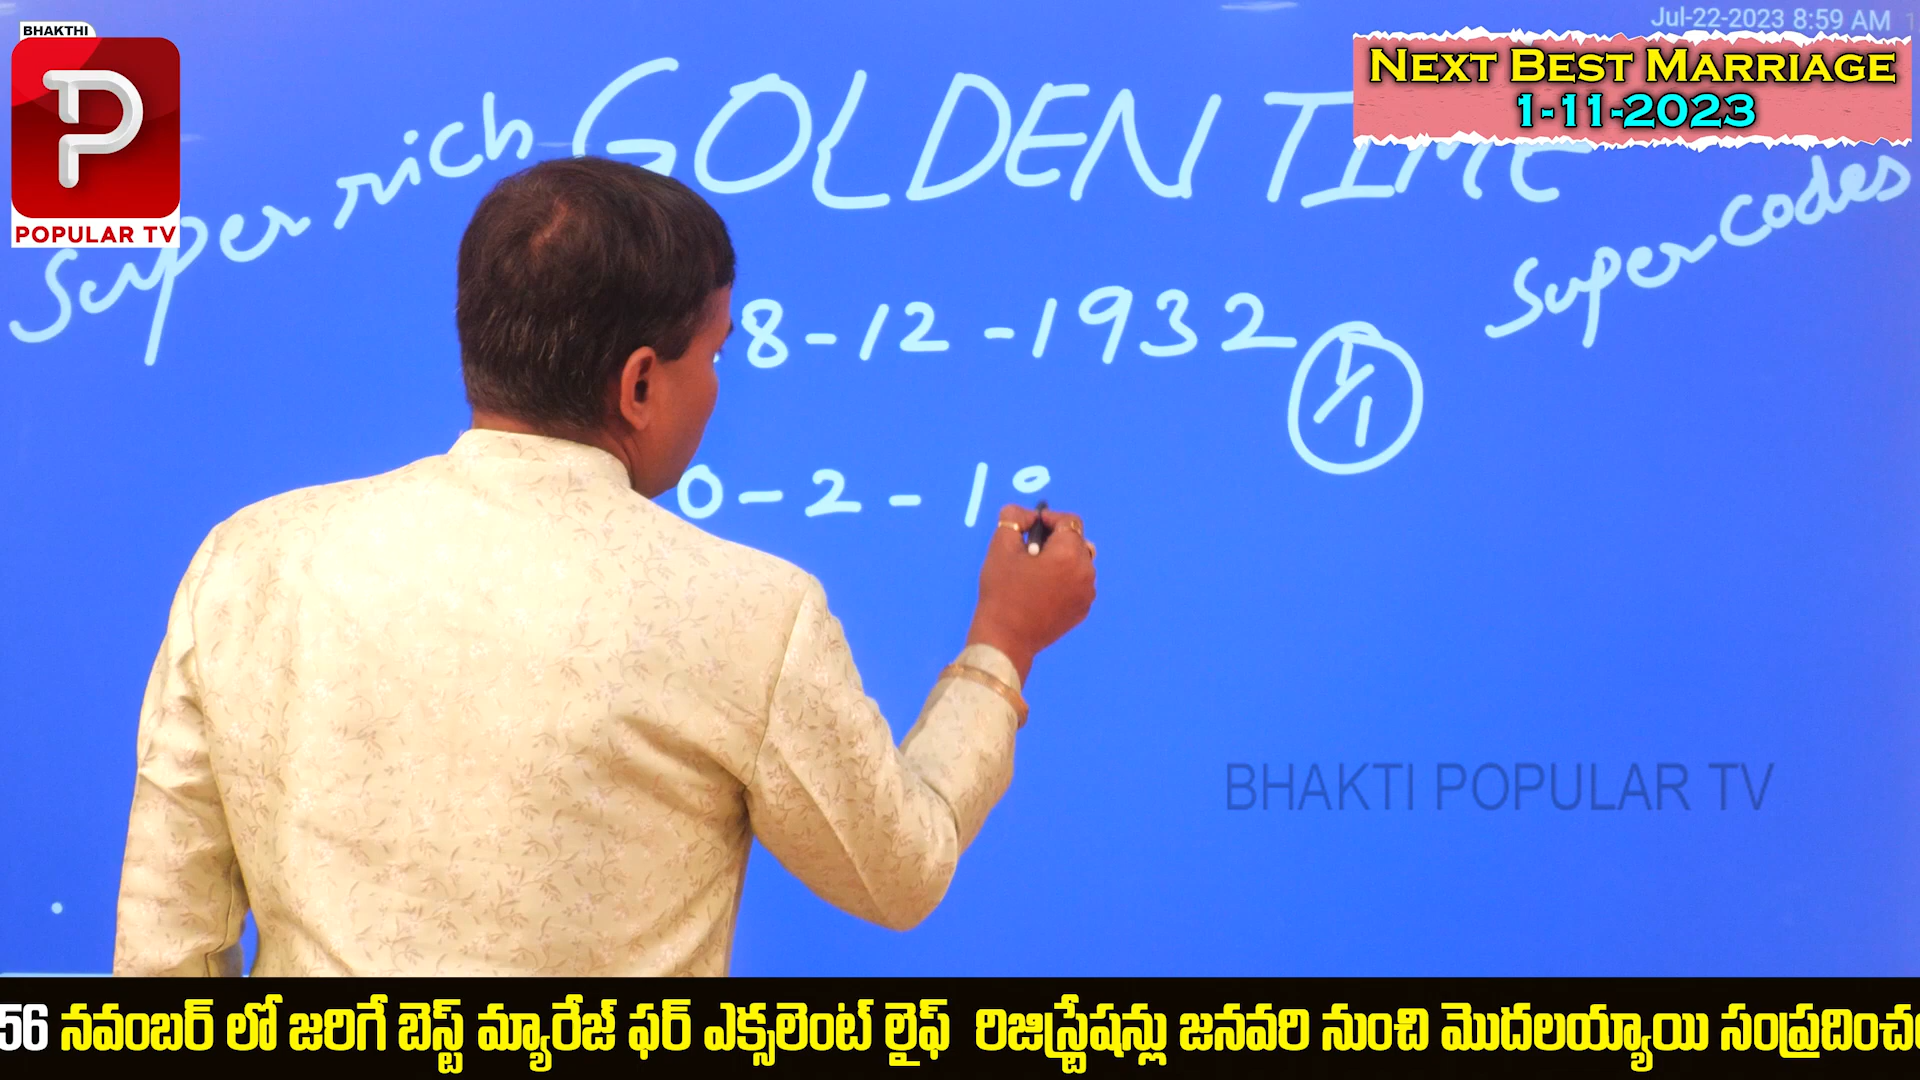 BHAKTHI
POPULAR TV
Jul-22-2023 8:59 AM
NEXT BEST MARRIAGE
1-11-2023
Super rich GOLDEN TIME Super codes
8-12-1932
1/1
0-2-19
BHAKTI POPULAR TV
56 నవంబర్ లో జరిగే బెస్ట్ మ్యారేజ్ ఫర్ ఎక్సలెంట్ లైఫ్ రిజిస్ట్రేషన్లు జనవరి నుంచి మొదలయ్యాయి